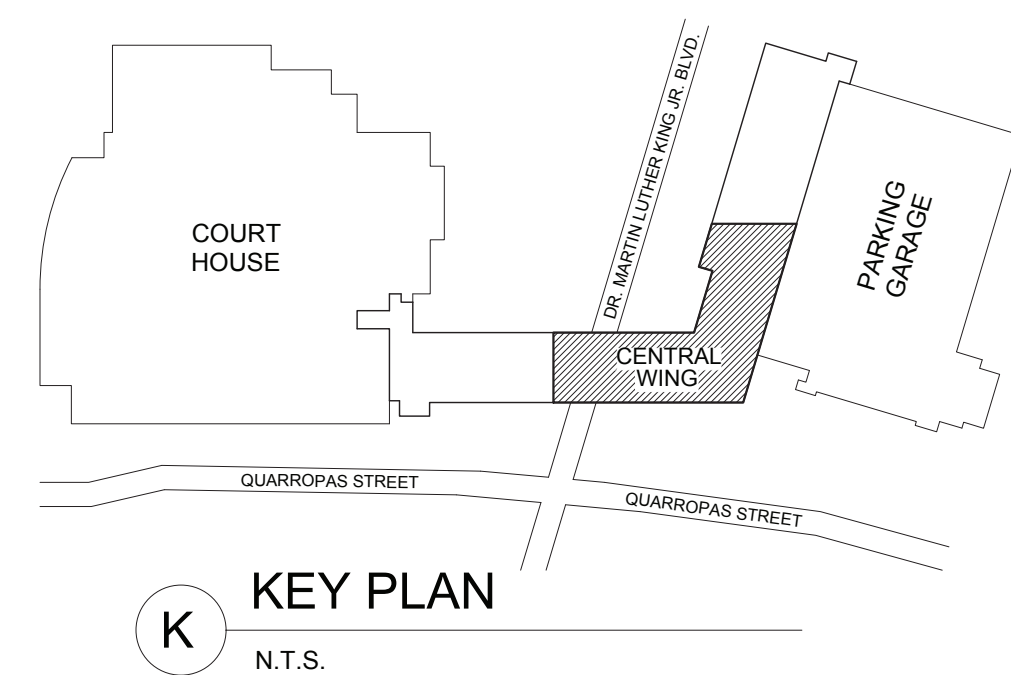 COURT
HOUSE
DR. MARTIN LUTHER KING JR. BLVD.
PARKING
GARAGE
CENTRAL
WING
QUARROPAS STREET
QUARROPAS STREET
K
KEY PLAN
N.T.S.